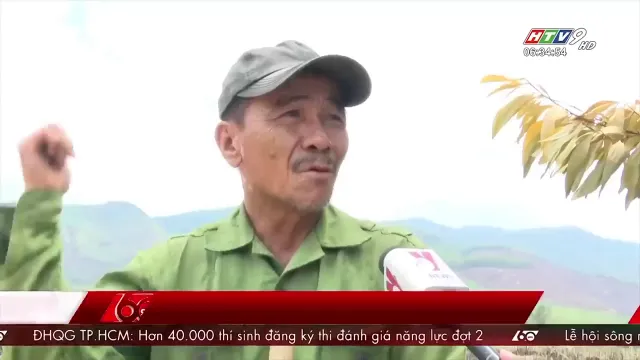 HTV9 HD
06:34:54
ĐHQG TP.HCM: Hơn 40.000 thí sinh đăng ký thi đánh giá năng lực đợt 2
60
Lễ hội sông